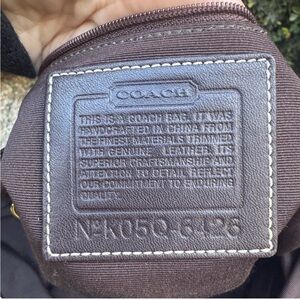 COACH
THIS IS A COACH BAG. IT WAS
HANDCRAFTED IN CHINA FROM
THE FINEST MATERIALS TRIMMED
WITH GENUINE LEATHER. ITS
SUPERIOR CRAFTSMANSHIP AND
ATTENTION TO DETAIL REFLECT
OUR COMMITMENT TO ENDURING
QUALITY.
Nº K05Q-6426